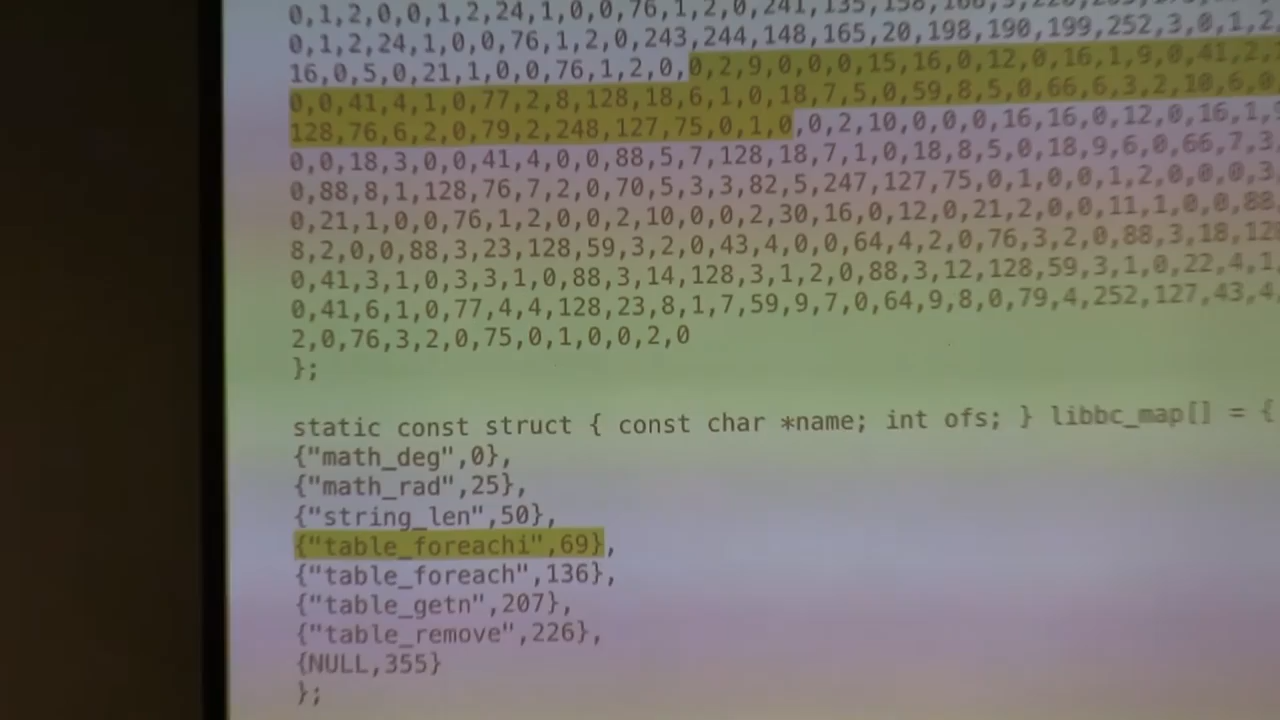 0,1,2,0,0,1,2,24,1,0,0,76,1,2,0,241,135,158,
0,1,2,24,1,0,0,76,1,2,0,243,244,148,165,20,198,190,199,252,3,0,1,2,
16,0,5,0,21,1,0,0,76,1,2,0,0,2,9,0,0,0,15,16,0,12,0,16,1,9,0,41,2,
0,0,41,4,1,0,77,2,8,128,18,6,1,0,18,7,5,0,59,8,5,0,66,6,3,2,10,6,0
128,76,6,2,0,79,2,248,127,75,0,1,0,0,2,10,0,0,0,16,16,0,12,0,16,1,
0,0,18,3,0,0,41,4,0,0,88,5,7,128,18,7,1,0,18,8,5,0,18,9,6,0,66,7,3,
0,88,8,1,128,76,7,2,0,70,5,3,3,82,5,247,127,75,0,1,0,0,1,2,0,0,0,3,
0,21,1,0,0,76,1,2,0,0,2,10,0,0,2,30,16,0,12,0,21,2,0,0,11,1,0,0,88,
8,2,0,0,88,3,23,128,59,3,2,0,43,4,0,0,64,4,2,0,76,3,2,0,88,3,18,128
0,41,3,1,0,3,3,1,0,88,3,14,128,3,1,2,0,88,3,12,128,59,3,1,0,22,4,1,
0,41,6,1,0,77,4,4,128,23,8,1,7,59,9,7,0,64,9,8,0,79,4,252,127,43,4,
2,0,76,3,2,0,75,0,1,0,0,2,0
};
static const struct { const char *name; int ofs; } libbc_map[] = {
{"math_deg",0},
{"math_rad",25},
{"string_len",50},
{"table_foreachi",69},
{"table_foreach",136},
{"table_getn",207},
{"table_remove",226},
{NULL,355}
};